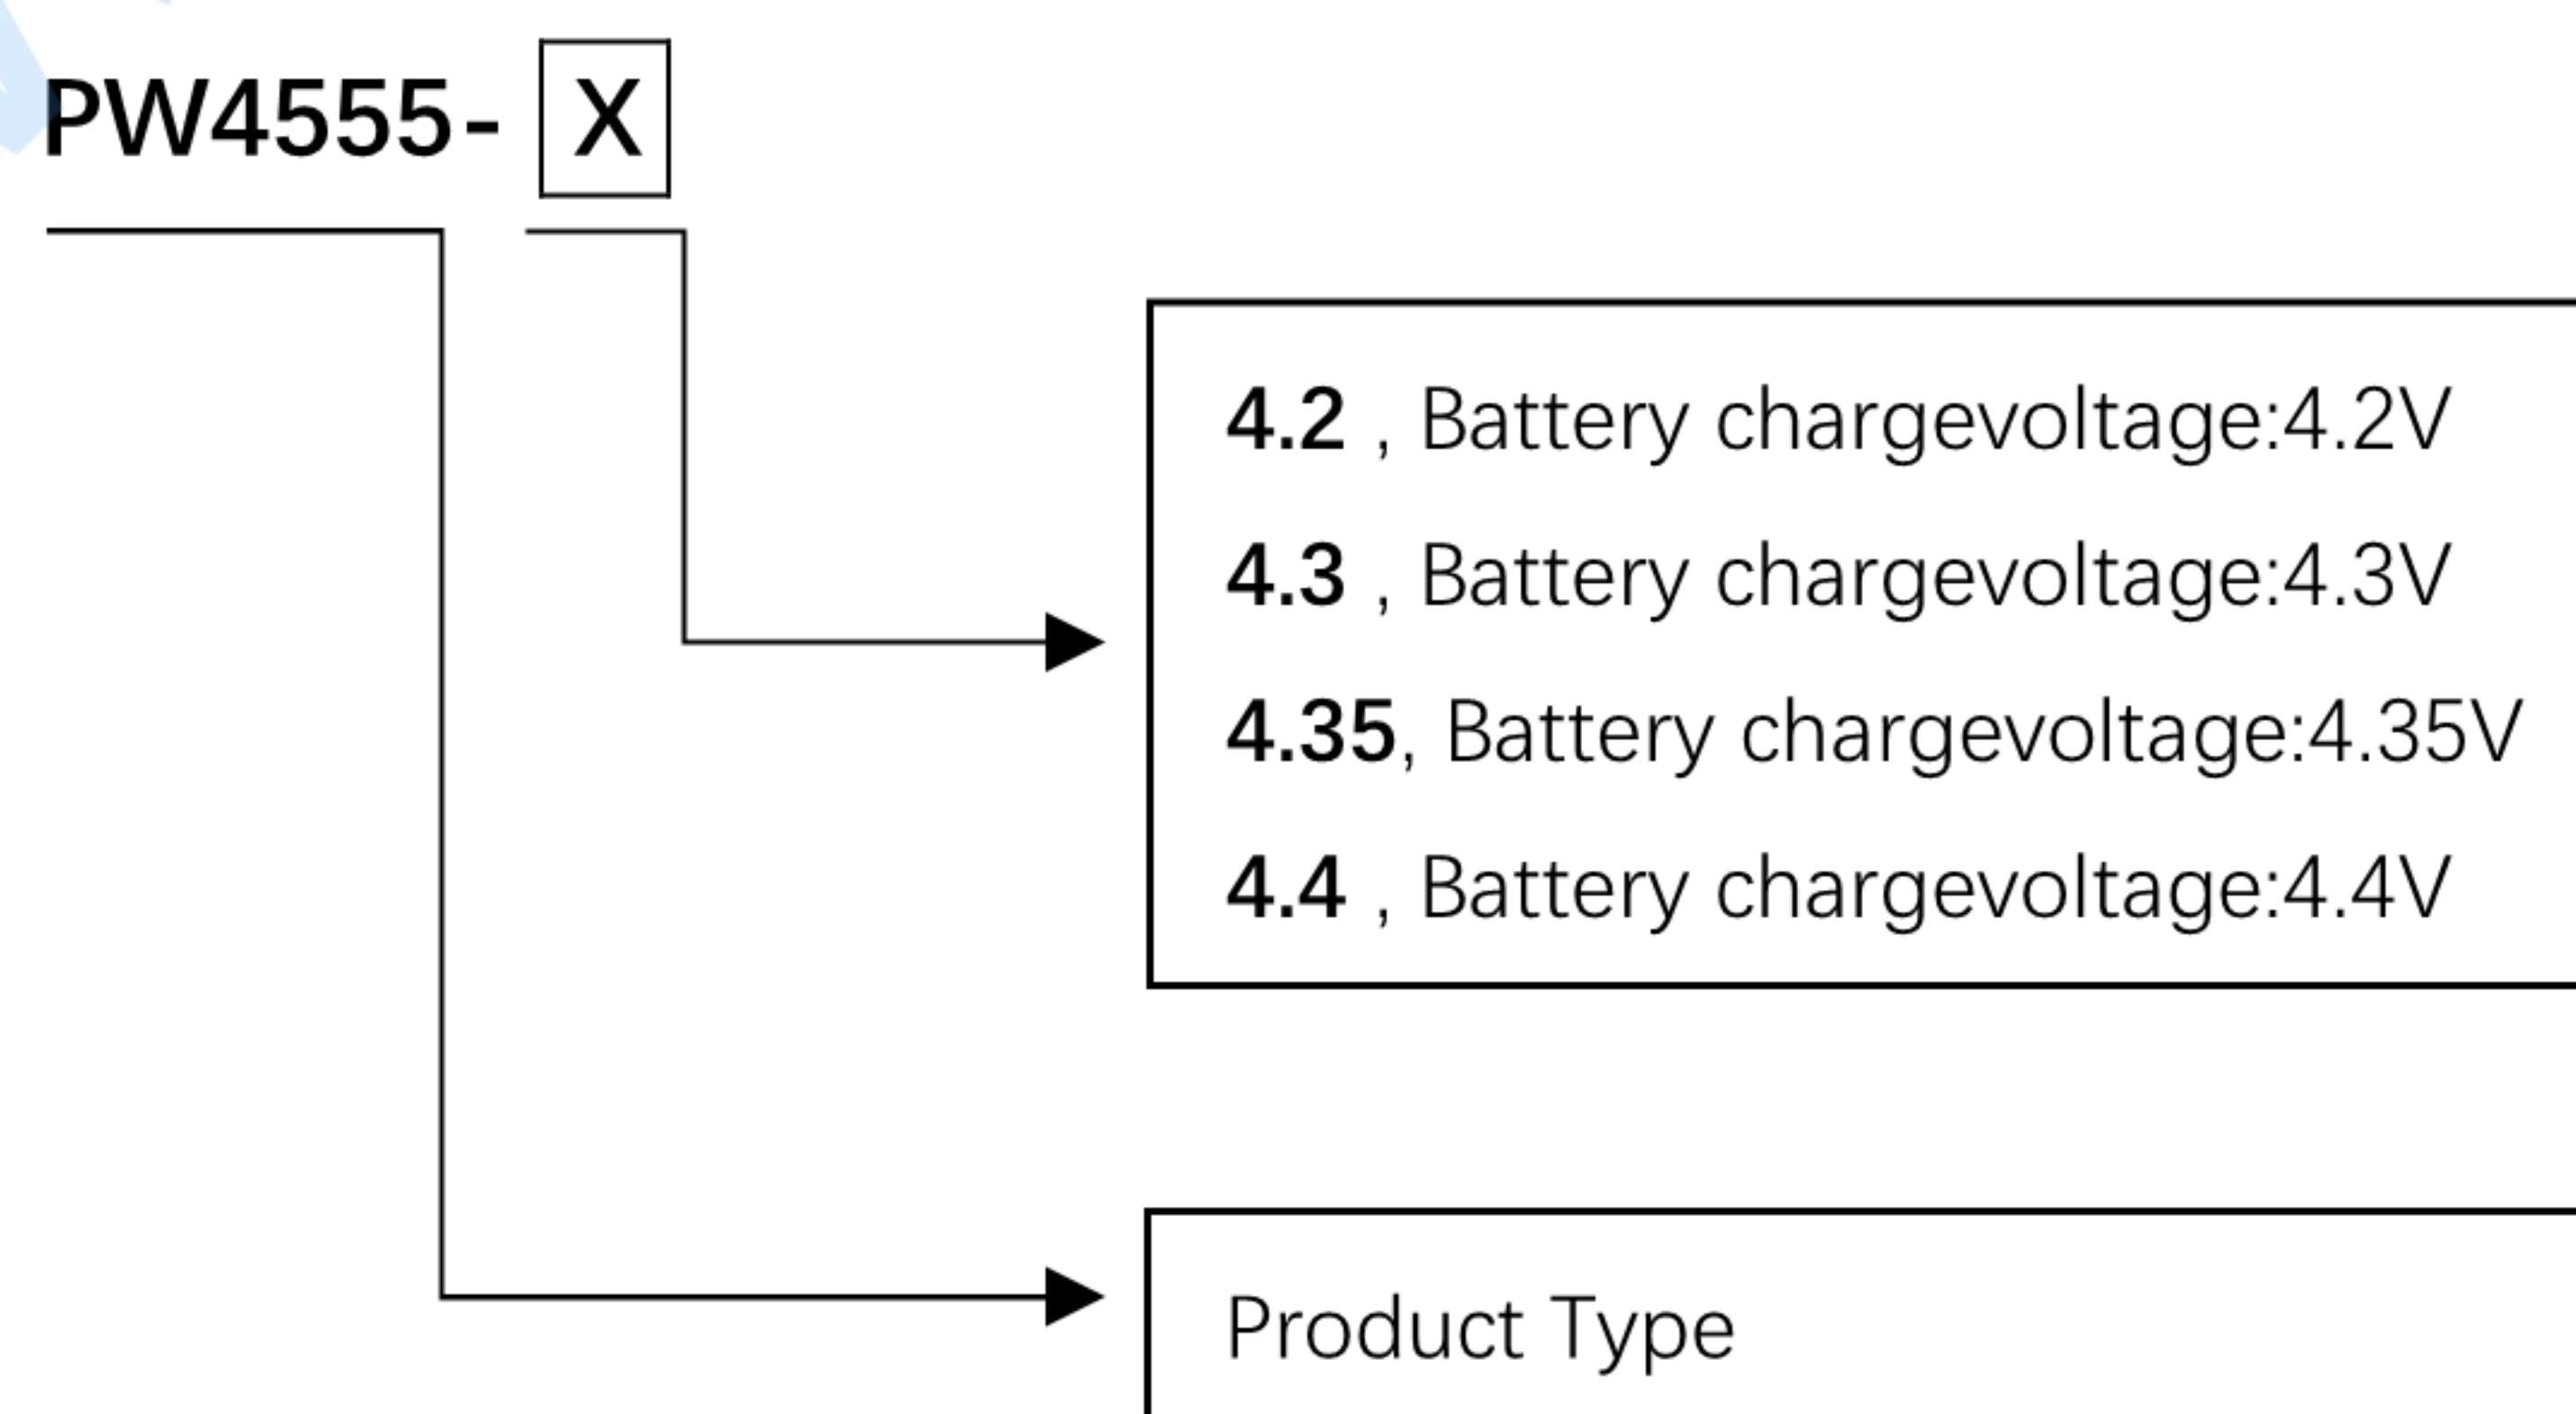 PW4555- X
4.2 , Battery chargevoltage:4.2V
4.3 , Battery chargevoltage:4.3V
4.35, Battery chargevoltage:4.35V
4.4 , Battery chargevoltage:4.4V
Product Type